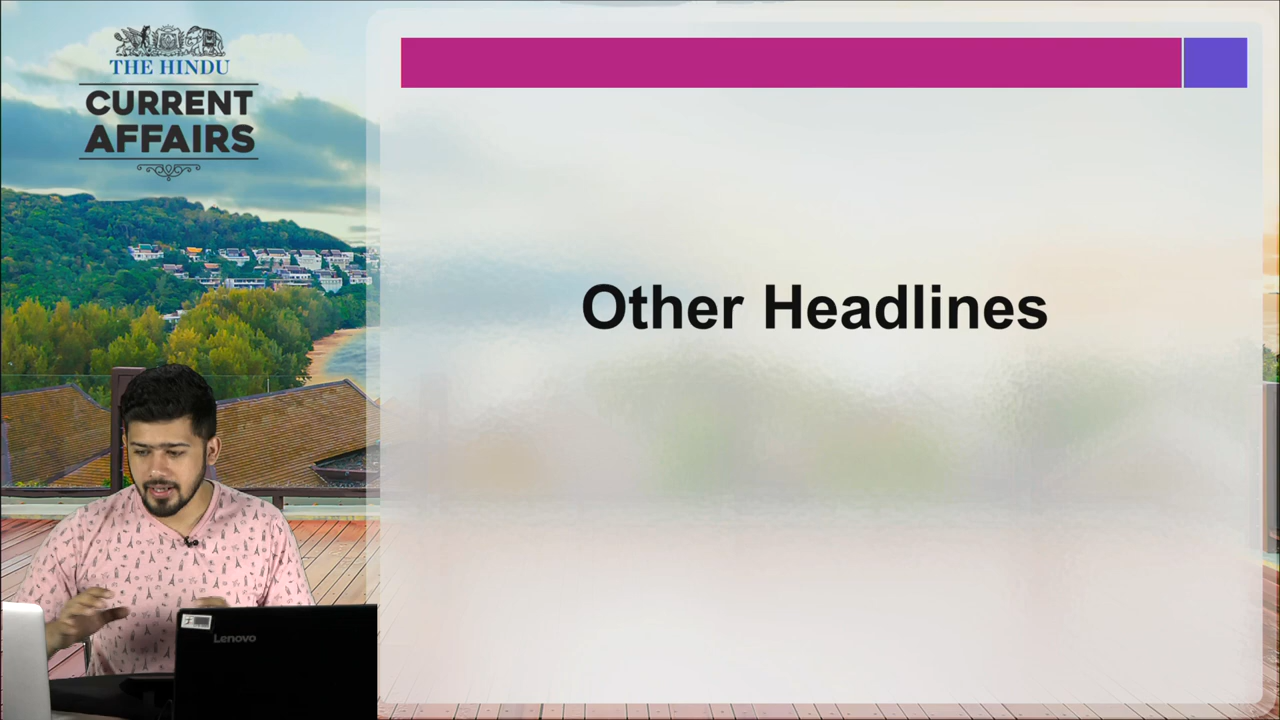 THE HINDU
CURRENT
AFFAIRS
Other Headlines
Lenovo